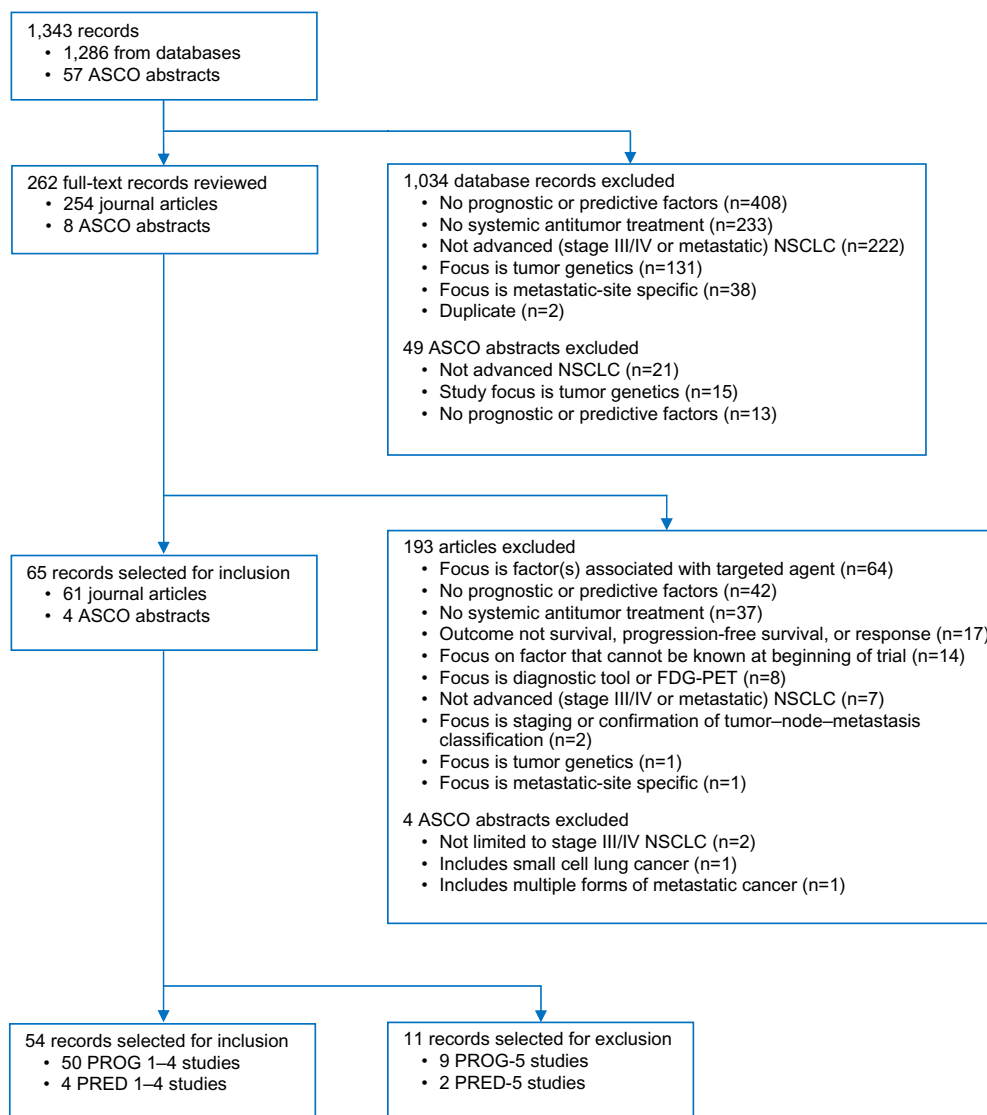 1,343 records
• 1,286 from databases
• 57 ASCO abstracts
262 full-text records reviewed
• 254 journal articles
• 8 ASCO abstracts
1,034 database records excluded
• No prognostic or predictive factors (n=408)
• No systemic antitumor treatment (n=233)
• Not advanced (stage III/IV or metastatic) NSCLC (n=222)
• Focus is tumor genetics (n=131)
• Focus is metastatic-site specific (n=38)
• Duplicate (n=2)
49 ASCO abstracts excluded
• Not advanced NSCLC (n=21)
• Study focus is tumor genetics (n=15)
• No prognostic or predictive factors (n=13)
65 records selected for inclusion
• 61 journal articles
• 4 ASCO abstracts
193 articles excluded
• Focus is factor(s) associated with targeted agent (n=64)
• No prognostic or predictive factors (n=42)
• No systemic antitumor treatment (n=37)
• Outcome not survival, progression-free survival, or response (n=17)
• Focus on factor that cannot be known at beginning of trial (n=14)
• Focus is diagnostic tool or FDG-PET (n=8)
• Not advanced (stage III/IV or metastatic) NSCLC (n=7)
• Focus is staging or confirmation of tumor–node–metastasis
classification (n=2)
• Focus is tumor genetics (n=1)
• Focus is metastatic-site specific (n=1)
4 ASCO abstracts excluded
• Not limited to stage III/IV NSCLC (n=2)
• Includes small cell lung cancer (n=1)
• Includes multiple forms of metastatic cancer (n=1)
54 records selected for inclusion
• 50 PROG 1–4 studies
• 4 PRED 1–4 studies
11 records selected for exclusion
• 9 PROG-5 studies
• 2 PRED-5 studies